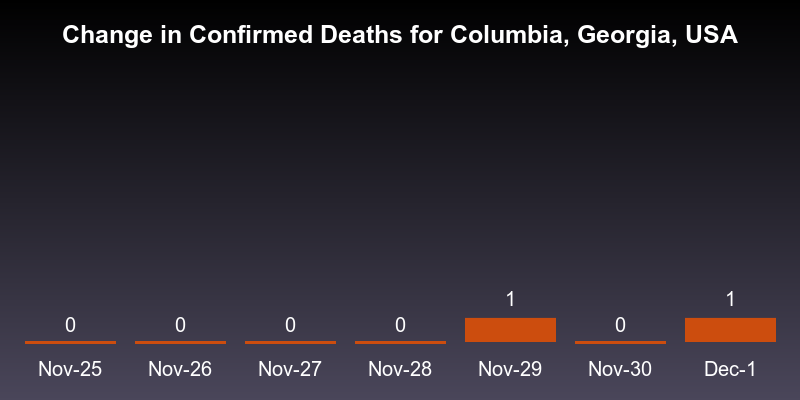 Change in Confirmed Deaths for Columbia, Georgia, USA
0 0 0 0 1 0 1
Nov-25 Nov-26 Nov-27 Nov-28 Nov-29 Nov-30 Dec-1